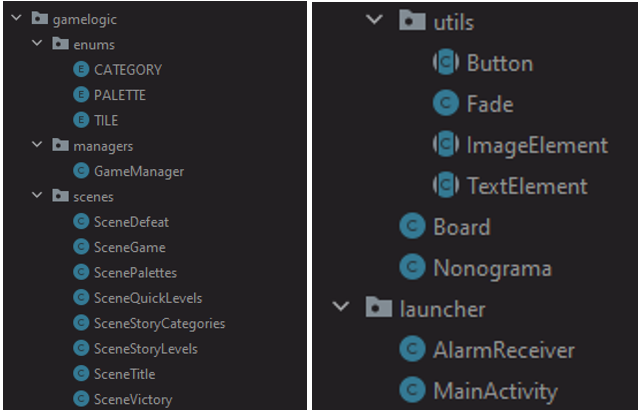 gamelogic
enums
CATEGORY
PALETTE
TILE
managers
GameManager
scenes
SceneDefeat
SceneGame
ScenePalettes
SceneQuickLevels
SceneStoryCategories
SceneStoryLevels
SceneTitle
SceneVictory
utils
Button
Fade
ImageElement
TextElement
Board
Nonograma
launcher
AlarmReceiver
MainActivity